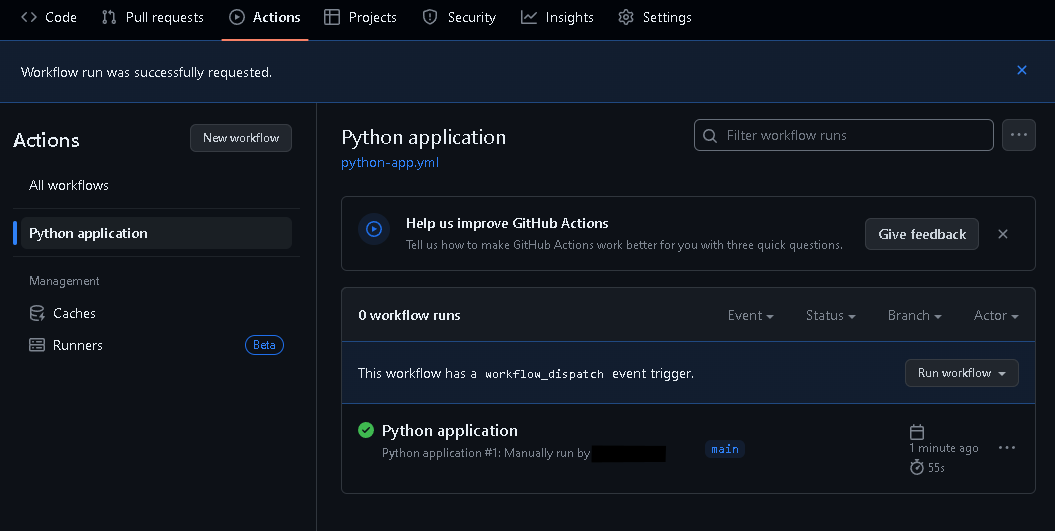 Code Pull requests Actions Projects Security Insights Settings
Workflow run was successfully requested.
Actions
New workflow
All workflows
Python application
Management
Caches
Runners Beta
Python application
python-app.yml
Filter workflow runs
Help us improve GitHub Actions
Tell us how to make GitHub Actions work better for you with three quick questions.
Give feedback
0 workflow runs Event Status Branch Actor
This workflow has a workflow_dispatch event trigger. Run workflow
Python application
Python application #1: Manually run by
main
1 minute ago
55s